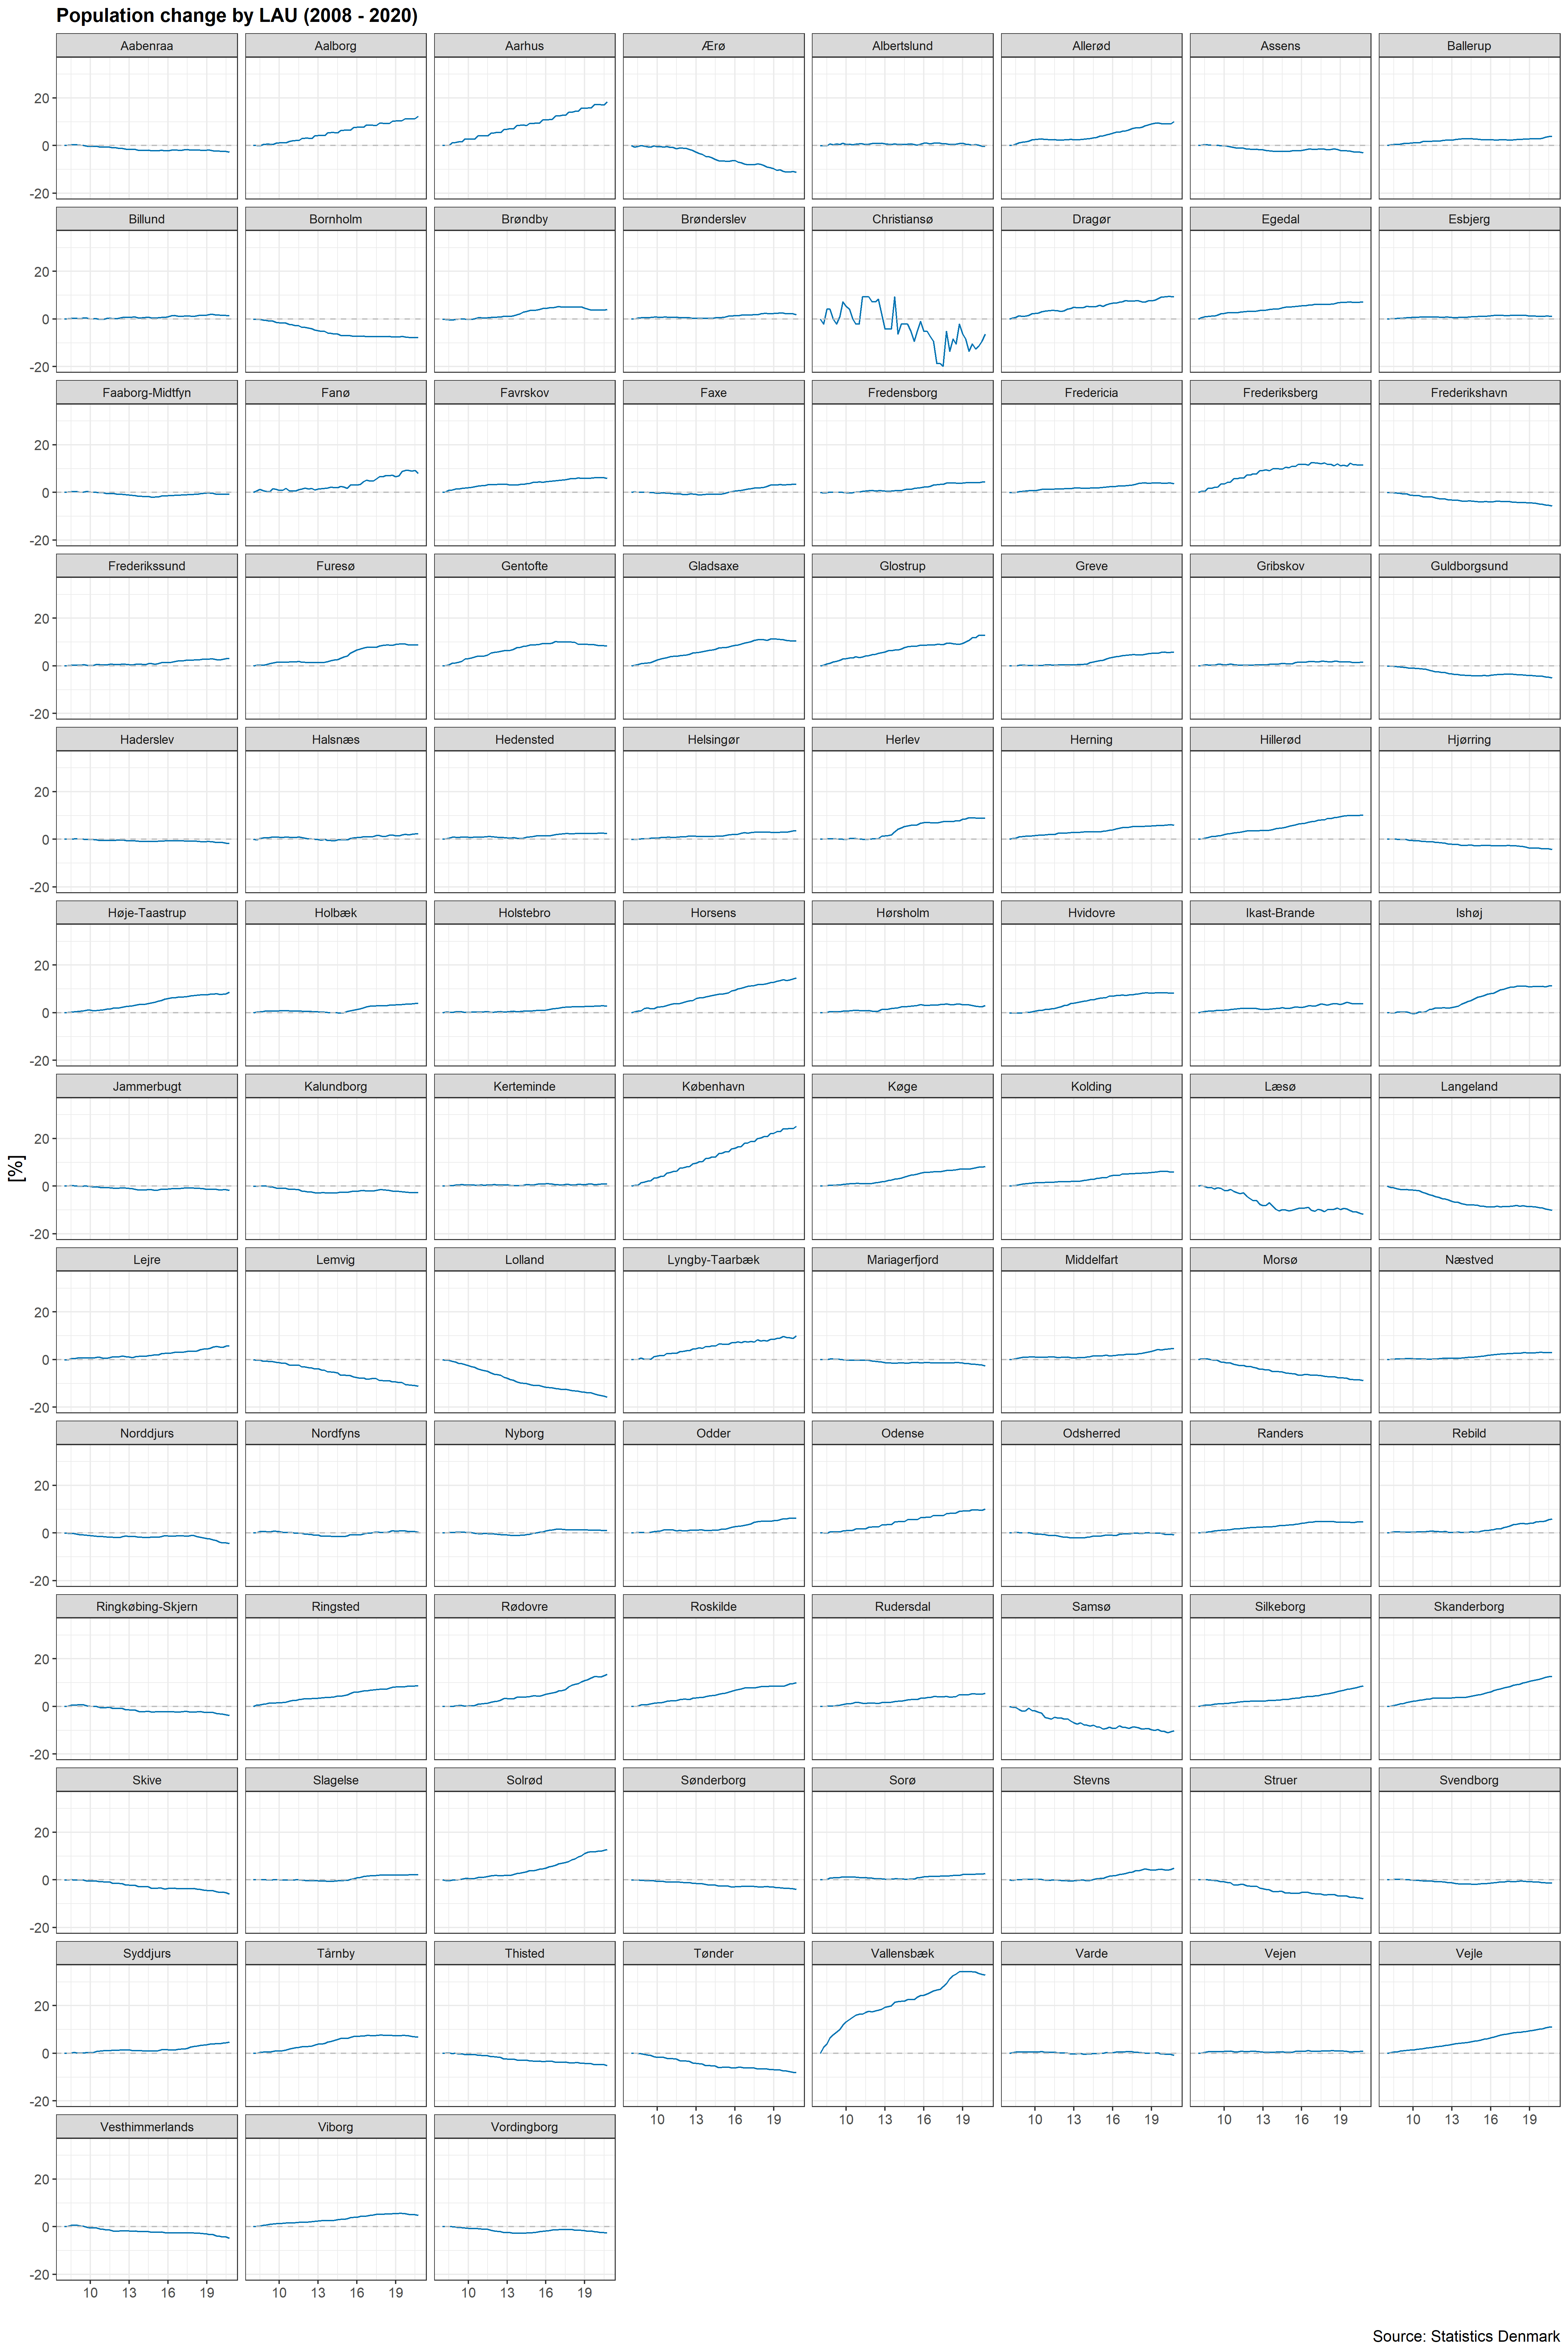 Population change by LAU (2008 - 2020)
Aabenraa Aalborg Aarhus Ærø Albertslund Allerød Assens Ballerup
20
0
-20
Billund Bornholm Brøndby Brønderslev Christiansø Dragør Egedal Esbjerg
20
0
-20
Faaborg-Midtfyn Fanø Favrskov Faxe Fredensborg Fredericia Frederiksberg Frederikshavn
20
0
-20
Frederikssund Furesø Gentofte Gladsaxe Glostrup Greve Gribskov Guldborgsund
20
0
-20
Haderslev Halsnæs Hedensted Helsingør Herlev Herning Hillerød Hjørring
20
0
-20
Høje-Taastrup Holbæk Holstebro Horsens Hørsholm Hvidovre Ikast-Brande Ishøj
20
0
-20
Jammerbugt Kalundborg Kerteminde København Køge Kolding Læsø Langeland
[%]
20
0
-20
Lejre Lemvig Lolland Lyngby-Taarbæk Mariagerfjord Middelfart Morsø Næstved
20
0
-20
Norddjurs Nordfyns Nyborg Odder Odense Odsherred Randers Rebild
20
0
-20
Ringkøbing-Skjern Ringsted Rødovre Roskilde Rudersdal Samsø Silkeborg Skanderborg
20
0
-20
Skive Slagelse Solrød Sønderborg Sorø Stevns Struer Svendborg
20
0
-20
Syddjurs Tårnby Thisted Tønder Vallensbæk Varde Vejen Vejle
20
0
-20
10 13 16 19 10 13 16 19 10 13 16 19 10 13 16 19 10 13 16 19
Vesthimmerlands Viborg Vordingborg
20
0
-20
10 13 16 19 10 13 16 19 10 13 16 19
Source: Statistics Denmark